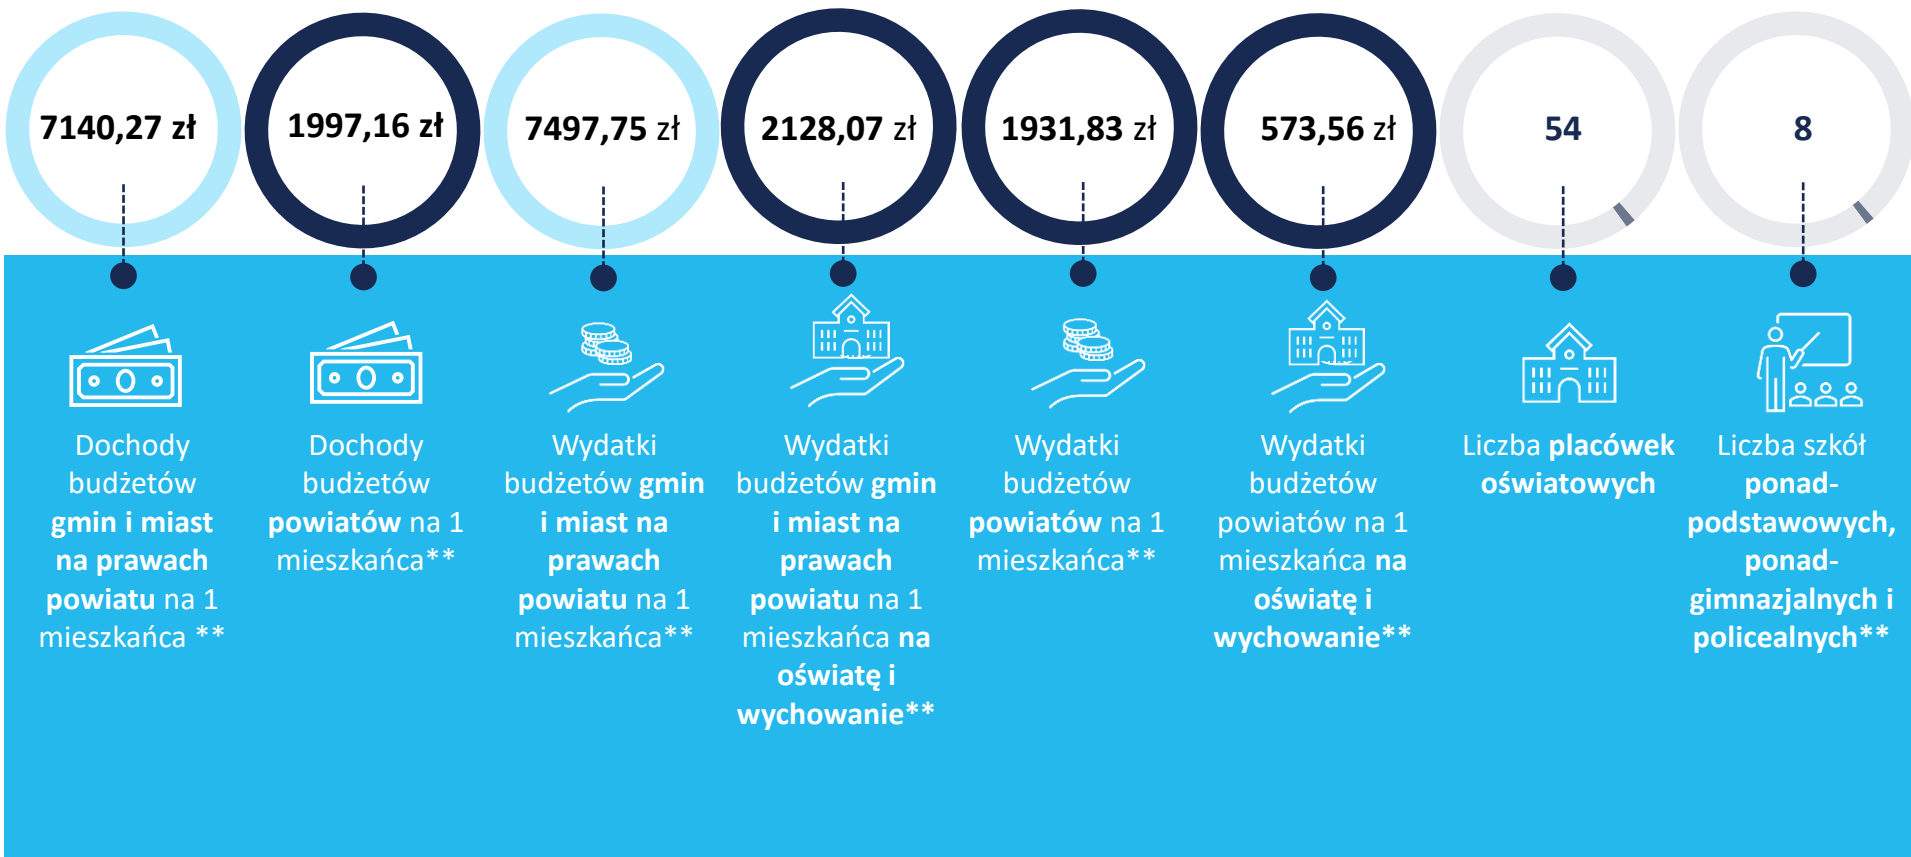 7140,27 zł
1997,16 zł
7497,75 zł
2128,07 zł
1931,83 zł
573,56 zł
54
8
Dochody
budżetów
gmin i miast
na prawach
powiatu na 1
mieszkańca **
Dochody
budżetów
powiatów na 1
mieszkańca**
Wydatki
budżetów gmin
i miast na
prawach
powiatu na 1
mieszkańca**
Wydatki
budżetów gmin
i miast na
prawach
powiatu na 1
mieszkańca na
oświatę i
wychowanie**
Wydatki
budżetów
powiatów na 1
mieszkańca**
Wydatki
budżetów
powiatów na 1
mieszkańca na
oświatę i
wychowanie**
Liczba placówek
oświatowych
Liczba szkół
ponad-
podstawowych,
ponad-
gimnazjalnych i
policealnych**